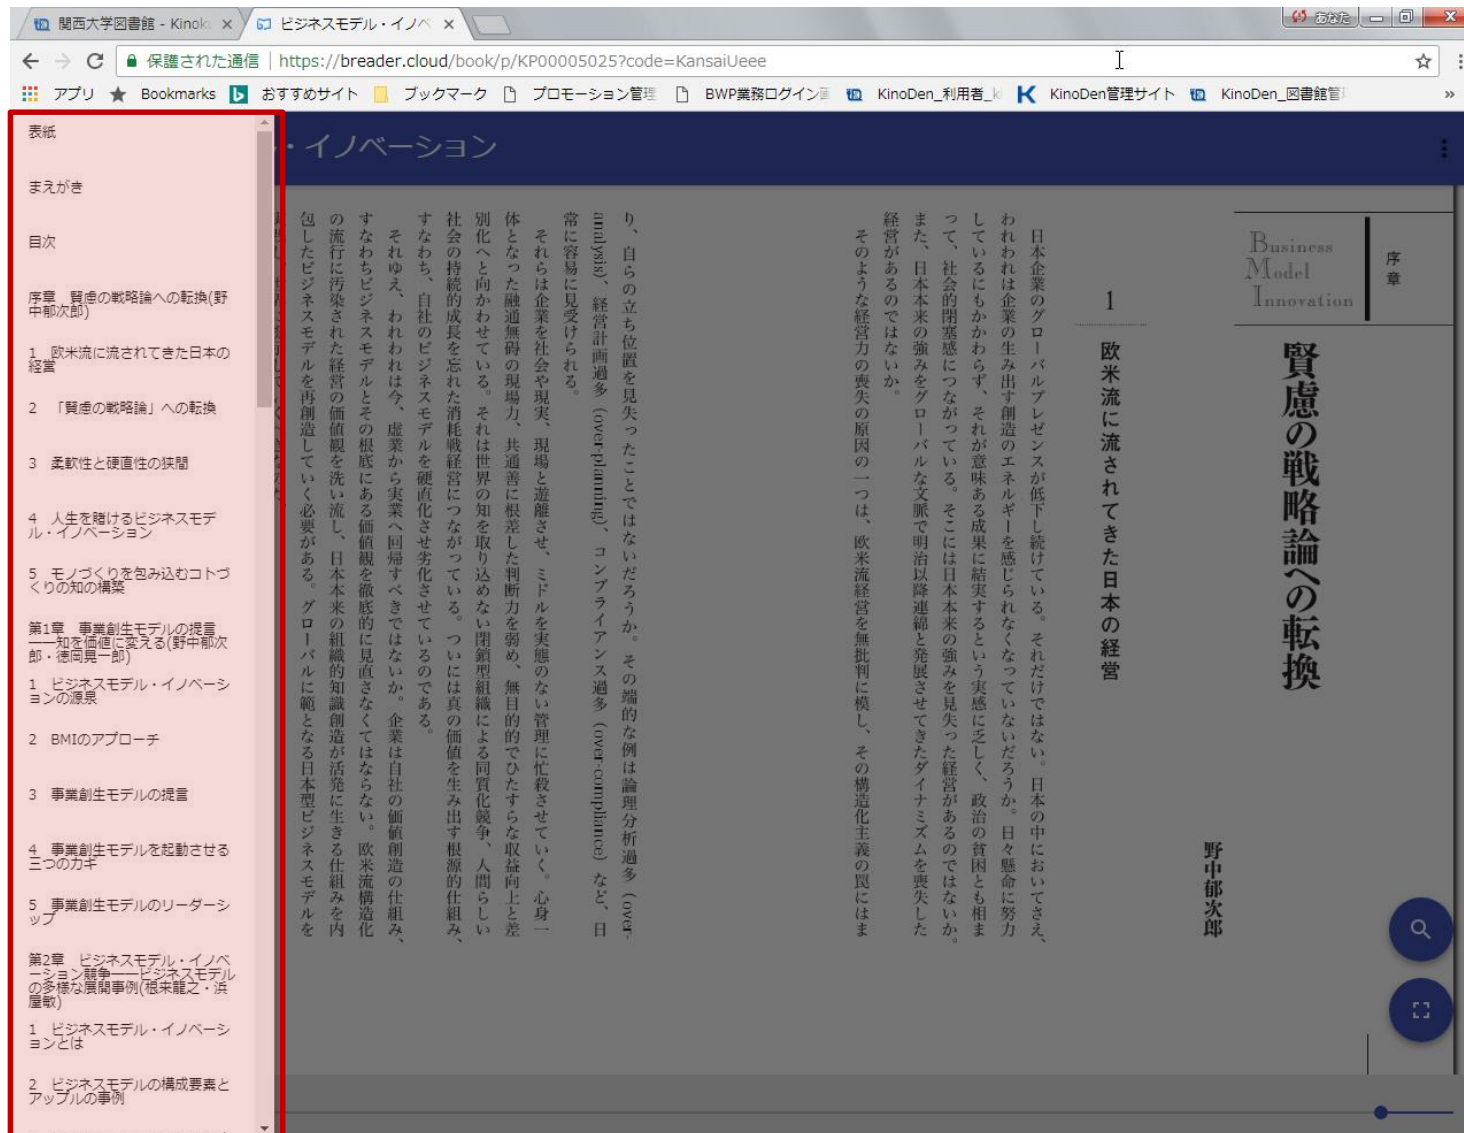 関西大学図書館 - Kinok
ビジネスモデル・イノベ
あなた
保護された通信
https://breader.cloud/book/p/KP00005025?code=KansaiUeee
アプリ
Bookmarks
おすすめサイト
ブックマーク
プロモーション管理
BWP業務ログイン画
KinoDen_利用者_k
KinoDen管理サイト
KinoDen_図書館管
»
表紙
まえがき
目次
序章　賢慮の戦略論への転換(野
中郁次郎)
1　欧米流に流されてきた日本の
経営
2　「賢慮の戦略論」への転換
3　柔軟性と硬直性の狭間
4　人生を賭けるビジネスモデ
ル・イノベーション
5　モノづくりを包み込むコトづ
くりの知の構築
第1章　事業創生モデルの提言
――知を価値に変える(野中郁次
郎・徳岡晃一郎)
1　ビジネスモデル・イノベーシ
ョンの源泉
2　BMIのアプローチ
3　事業創生モデルの提言
4　事業創生モデルを起動させる
三つのカギ
5　事業創生モデルのリーダーシ
ップ
第2章　ビジネスモデル・イノベ
ーション競争――ビジネスモデル
の多様な展開事例(根来龍之・浜
屋敏)
1　ビジネスモデル・イノベーシ
ョンとは
2　ビジネスモデルの構成要素と
アップルの事例
・イノベーション
序章
Business
Model
Innovation
賢慮の戦略論への転換
野中郁次郎
1　欧米流に流されてきた日本の経営
日本企業のグローバルプレゼンスが低下し続けている。それだけではない。日本の中においてさえ、
われわれは企業の生み出す創造のエネルギーを感じられなくなっていないだろうか。日々懸命に努力
しているにもかかわらず、それが意味ある成果に結実するという実感に乏しく、政治の貧困とも相ま
って、社会的閉塞感につながっている。そこには日本本来の強みを見失った経営があるのではないか。
また、日本本来の強みをグローバルな文脈で明治以降連綿と発展させてきたダイナミズムを喪失した
経営があるのではないか。
そのような経営力の喪失の原因の一つは、欧米流経営を無批判に模し、その構造化主義の罠にはま
り、自らの立ち位置を見失ったことではないだろうか。その端的な例は論理分析過多（over-
analysis）、経営計画過多（over-planning）、コンプライアンス過多（over-compliance）など、日
常に容易に見受けられる。
それらは企業を社会や現実、現場と遊離させ、ミドルを実態のない管理に忙殺させていく。心身一
体となった融通無碍の現場力、共通善に根差した判断力を弱め、無目的的でひたすらな収益向上と差
別化へと向かわせている。それは世界の知を取り込めない閉鎖型組織による同質化競争、人間らしい
社会の持続的成長を忘れた消耗戦経営につながっている。ついには真の価値を生み出す根源的仕組み、
すなわち、自社のビジネスモデルを硬直化させ劣化させているのである。
それゆえ、われわれは今、虚業から実業へ回帰すべきではないか。企業は自社の価値創造の仕組み、
すなわちビジネスモデルとその根底にある価値観を徹底的に見直さなくてはならない。欧米流構造化
の流行に汚染された経営の価値観を洗い流し、日本本来の組織的知識創造が活発に生きる仕組みを内
包したビジネスモデルを再創造していく必要がある。グローバルに範となる日本型ビジネスモデルを